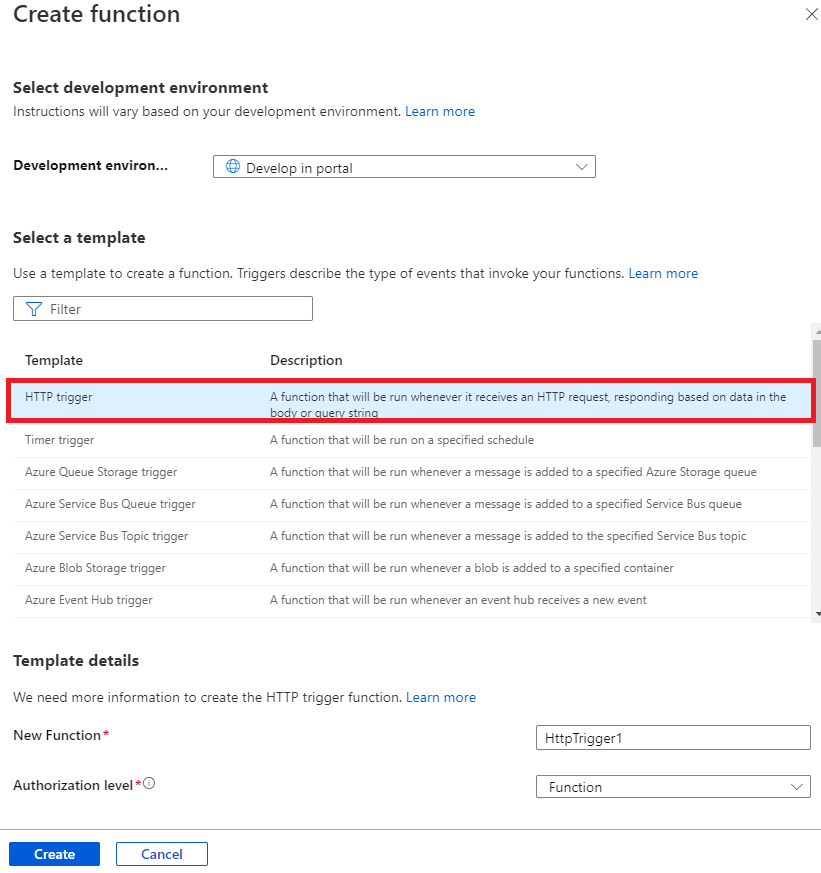 Create function
Select development environment
Instructions will vary based on your development environment. Learn more
Development environ... Develop in portal
Select a template
Use a template to create a function. Triggers describe the type of events that invoke your functions. Learn more
Filter
Template Description
HTTP trigger A function that will be run whenever it receives an HTTP request, responding based on data in the
body or query string
Timer trigger A function that will be run on a specified schedule
Azure Queue Storage trigger A function that will be run whenever a message is added to a specified Azure Storage queue
Azure Service Bus Queue trigger A function that will be run whenever a message is added to a specified Service Bus queue
Azure Service Bus Topic trigger A function that will be run whenever a message is added to the specified Service Bus topic
Azure Blob Storage trigger A function that will be run whenever a blob is added to a specified container
Azure Event Hub trigger A function that will be run whenever an event hub receives a new event
Template details
We need more information to create the HTTP trigger function. Learn more
New Function* HttpTrigger1
Authorization level* Function
Create Cancel